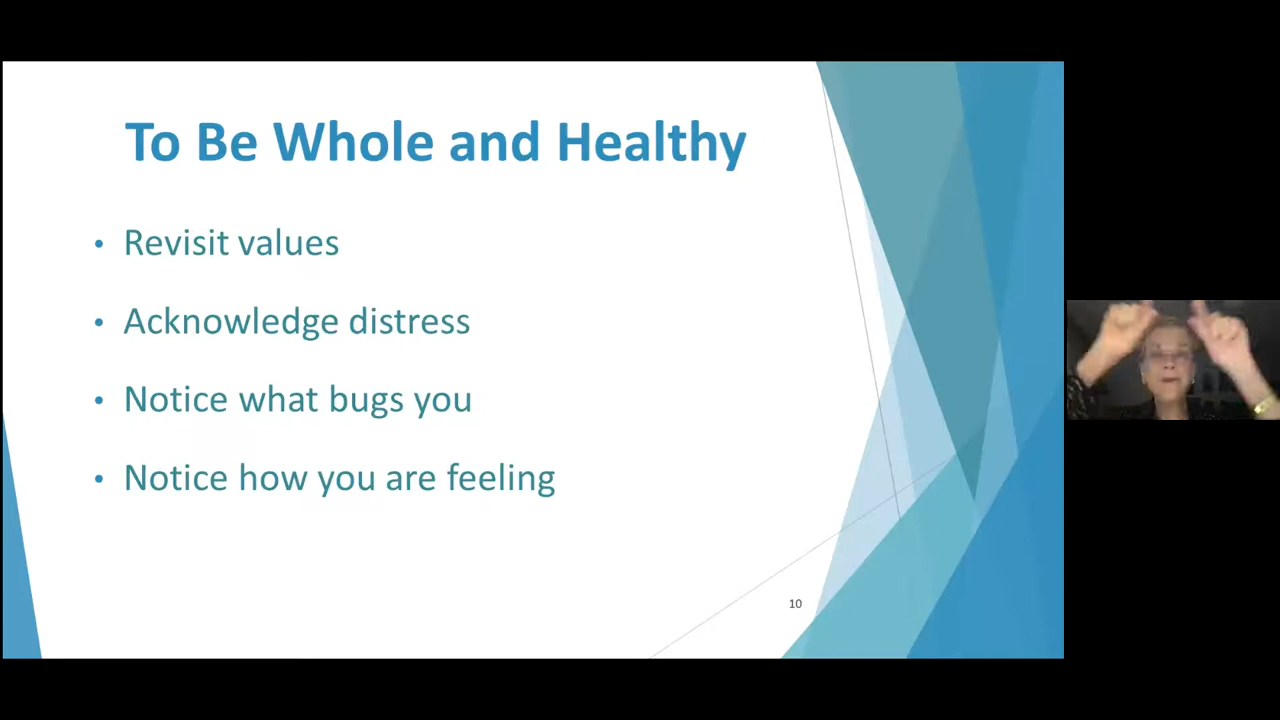 To Be Whole and Healthy
• Revisit values
• Acknowledge distress
• Notice what bugs you
• Notice how you are feeling
10